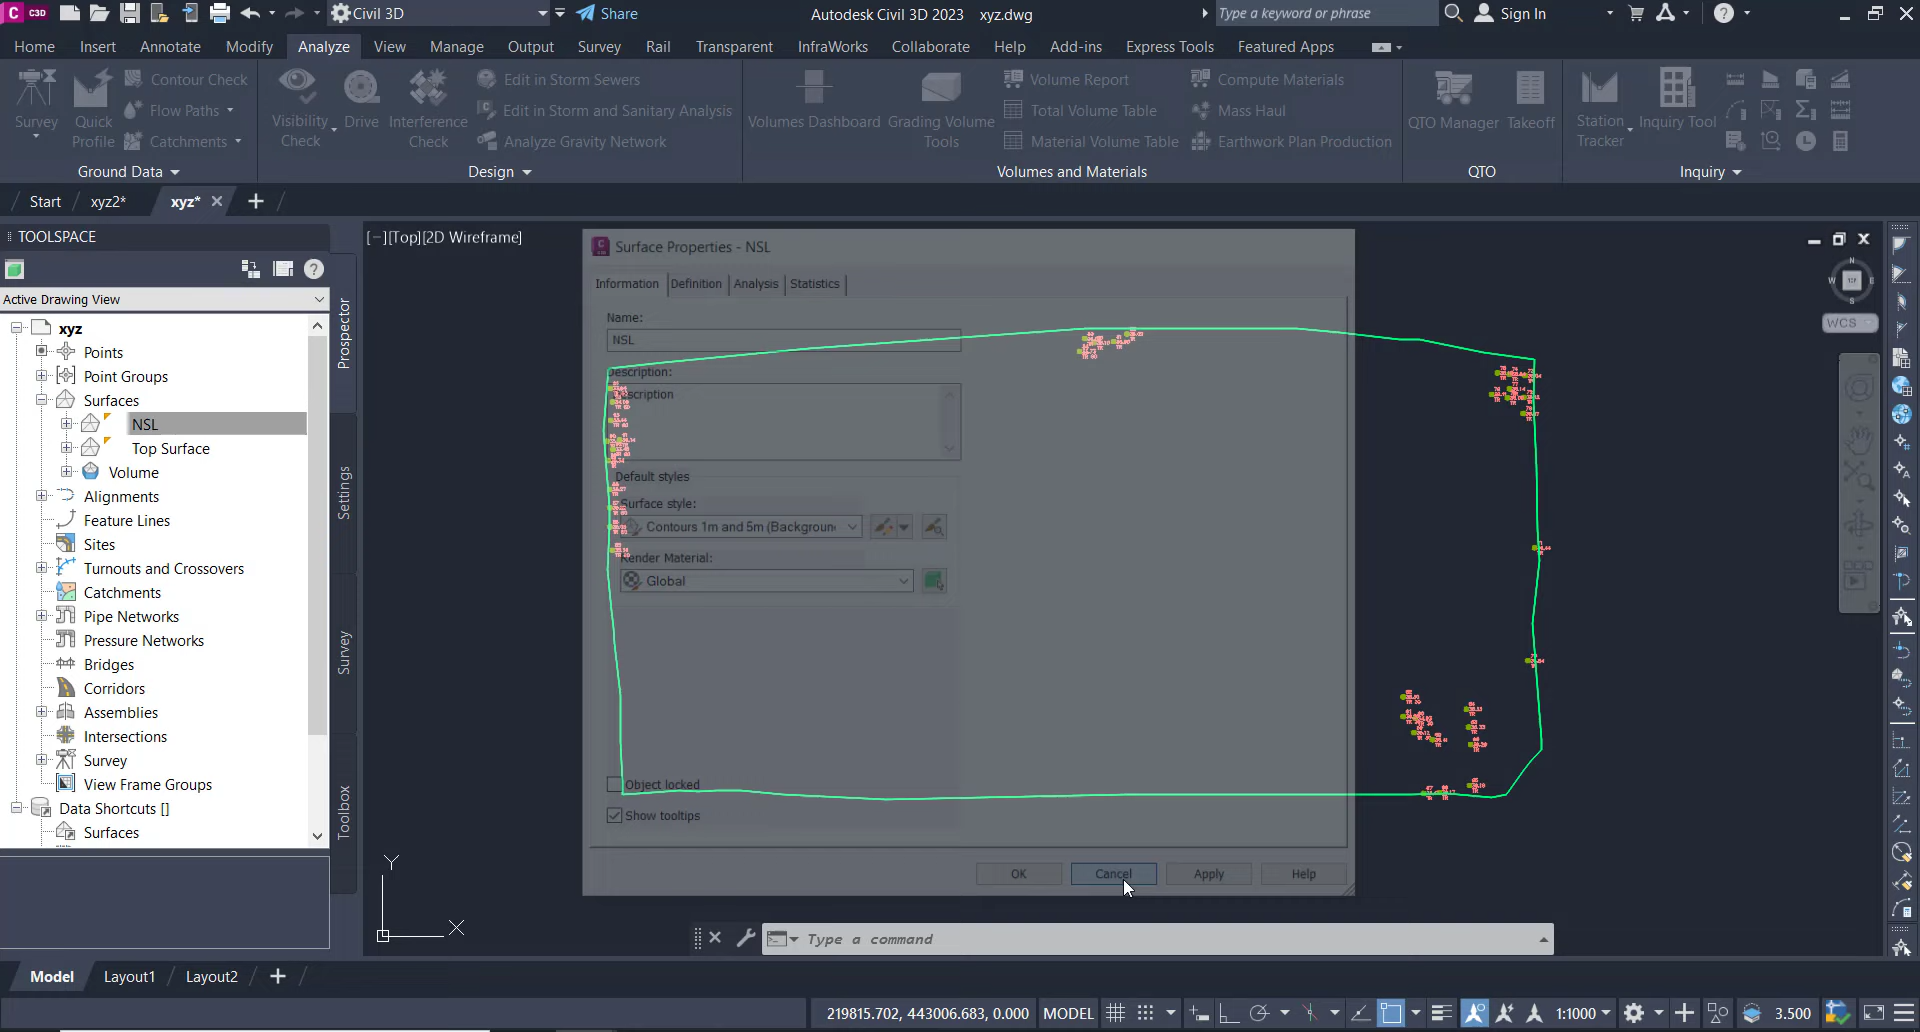 C3D Civil 3D Share Autodesk Civil 3D 2023 xyz.dwg Type a keyword or phrase Sign In
Home Insert Annotate Modify Analyze View Manage Output Survey Rail Transparent InfraWorks Collaborate Help Add-ins Express Tools Featured Apps
Contour Check Edit in Storm Sewers Volume Report Compute Materials
Flow Paths Edit in Storm and Sanitary Analysis Total Volume Table Mass Haul
Survey Quick Profile Catchments Visibility Check Drive Interference Check Analyze Gravity Network Volumes Dashboard Grading Volume Tools Material Volume Table Earthwork Plan Production QTO Manager Takeoff Station Tracker Inquiry Tool
Ground Data Design Volumes and Materials QTO Inquiry
Start xyz2* xyz*
TOOLSPACE
[−][Top][2D Wireframe]
Active Drawing View
xyz
Points
Point Groups
Surfaces
NSL
Top Surface
Volume
Alignments
Feature Lines
Sites
Turnouts and Crossovers
Catchments
Pipe Networks
Pressure Networks
Bridges
Corridors
Assemblies
Intersections
Survey
View Frame Groups
Data Shortcuts []
Surfaces
Prospector
Settings
Survey
Toolbox
Surface Properties - NSL
Information Definition Analysis Statistics
Name:
NSL
Description:
Description
Default styles
Surface style:
Contours 1m and 5m (Backgroun
Render Material:
Global
Object locked
Show tooltips
OK Cancel Apply Help
N
W TOP E
S
WCS
Y
X
Type a command
Model Layout1 Layout2
219815.702, 443006.683, 0.000 MODEL 1:1000 3.500